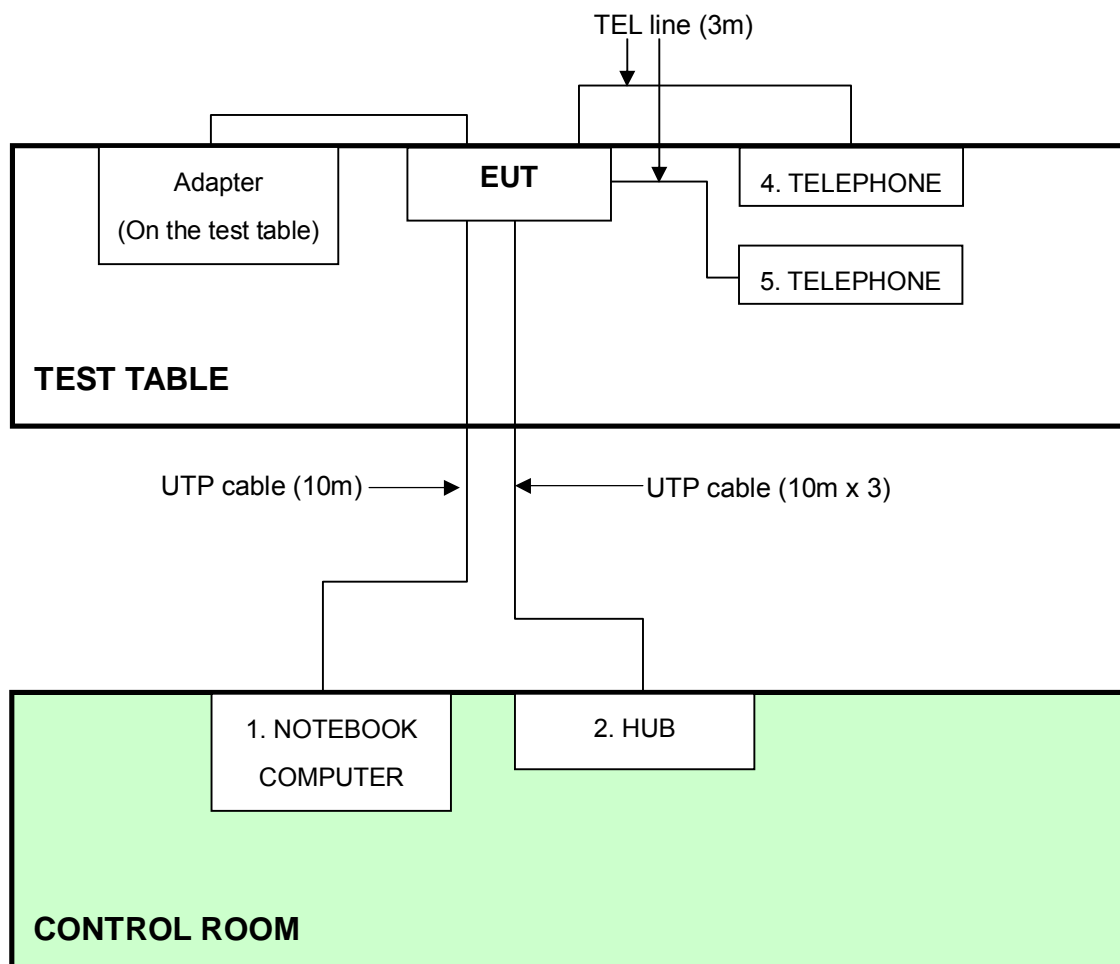 TEL line (3m)
Adapter
(On the test table)
EUT
4. TELEPHONE
5. TELEPHONE
TEST TABLE
UTP cable (10m)
UTP cable (10m x 3)
1. NOTEBOOK
COMPUTER
2. HUB
CONTROL ROOM